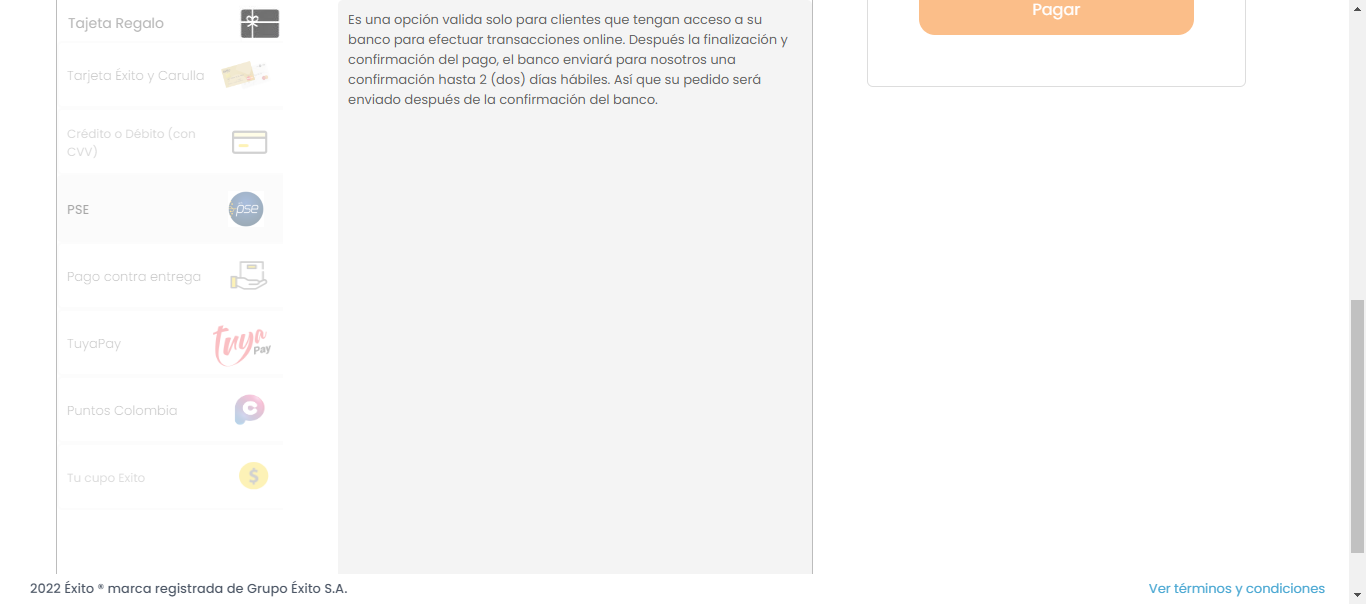 Tajeta Regalo
Tarjeta Éxito y Carulla
Crédito o Débito (con
CVV)
PSE
pse
Pago contra entrega
TuyaPay
tuya
Pay
Puntos Colombia
Tu cupo Exito
$
Es una opción valida solo para clientes que tengan acceso a su
banco para efectuar transacciones online. Después la finalización y
confirmación del pago, el banco enviará para nosotros una
confirmación hasta 2 (dos) días hábiles. Así que su pedido será
enviado después de la confirmación del banco.
Pagar
2022 Éxito ® marca registrada de Grupo Éxito S.A.
Ver términos y condiciones